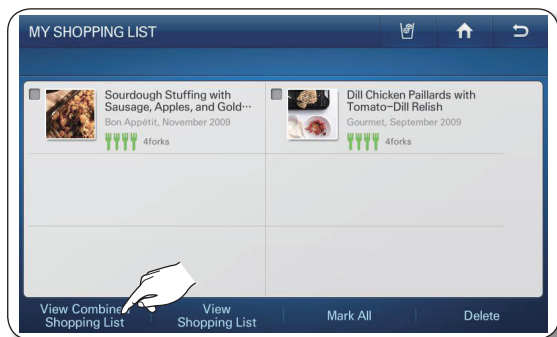 MY SHOPPING LIST
Sourdough Stuffing with
Sausage, Apples, and Gold…
Bon Appétit, November 2009
4forks
Dill Chicken Paillards with
Tomato-Dill Relish
Gourmet, September 2009
4forks
View Combine
Shopping List
View
Shopping List
Mark All
Delete